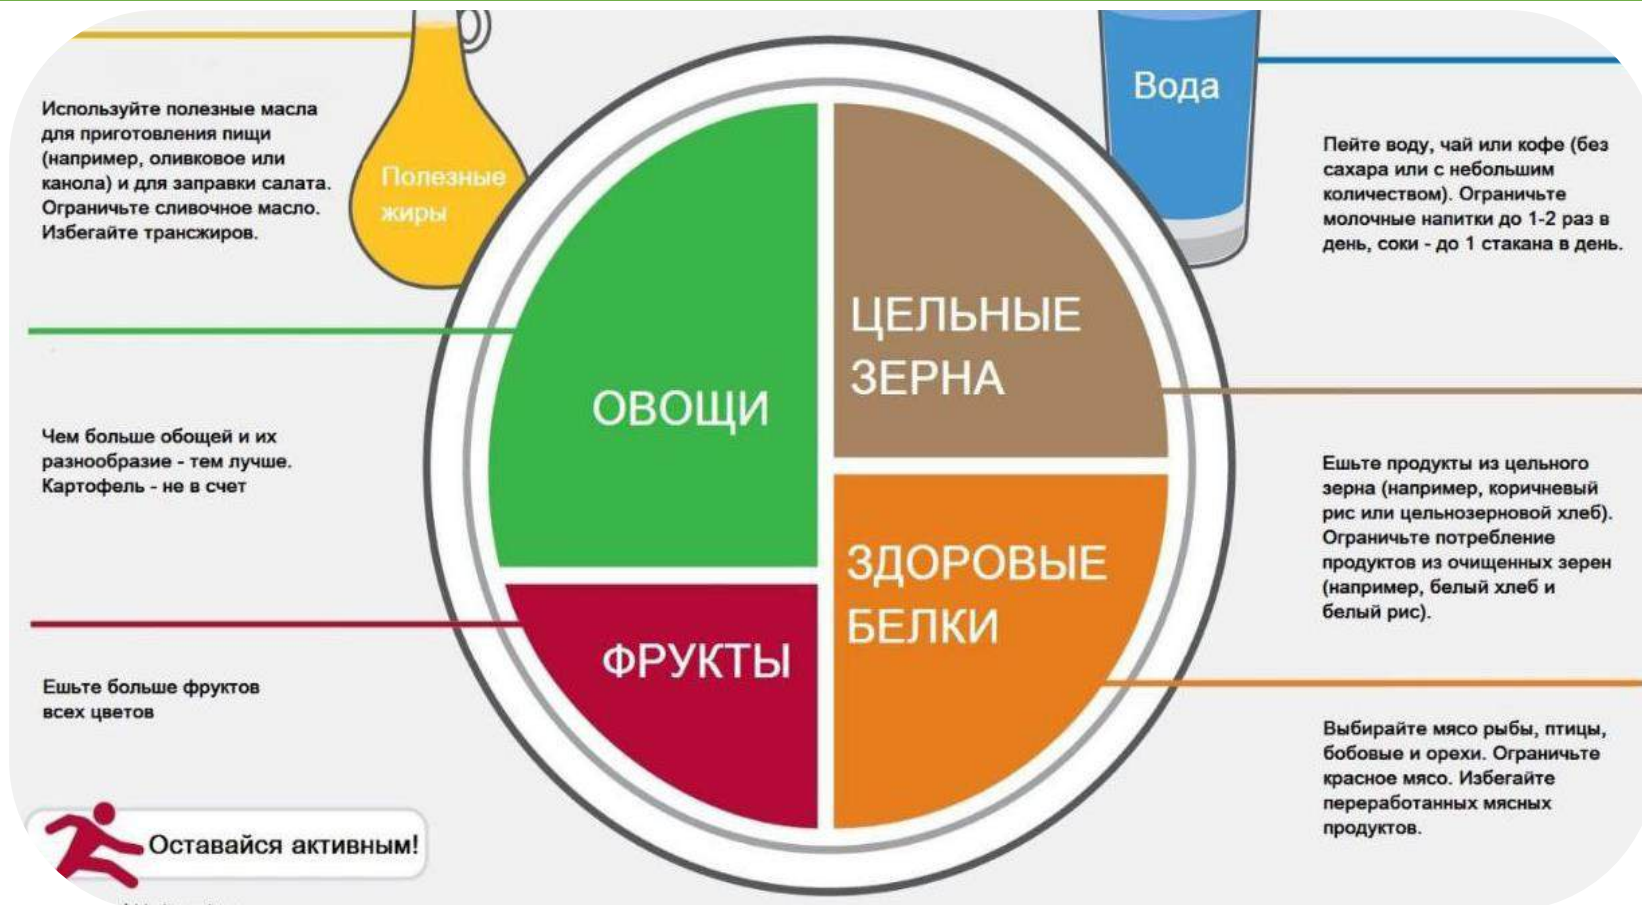 Используйте полезные масла
для приготовления пищи
(например, оливковое или
канола) и для заправки салата.
Ограничьте сливочное масло.
Избегайте трансжиров.
Полезные
жиры
Вода
Пейте воду, чай или кофе (без
сахара или с небольшим
количеством). Ограничьте
молочные напитки до 1-2 раз в
день, соки - до 1 стакана в день.
ОВОЩИ
ЦЕЛЬНЫЕ
ЗЕРНА
Чем больше обощей и их
разнообразие - тем лучше.
Картофель - не в счет
Ешьте продукты из цельного
зерна (например, коричневый
рис или цельнозерновой хлеб).
Ограничьте потребление
продуктов из очищенных зерен
(например, белый хлеб и
белый рис).
ФРУКТЫ
ЗДОРОВЫЕ
БЕЛКИ
Ешьте больше фруктов
всех цветов
Выбирайте мясо рыбы, птицы,
бобовые и орехи. Ограничьте
красное мясо. Избегайте
переработанных мясных
продуктов.
Оставайся активным!